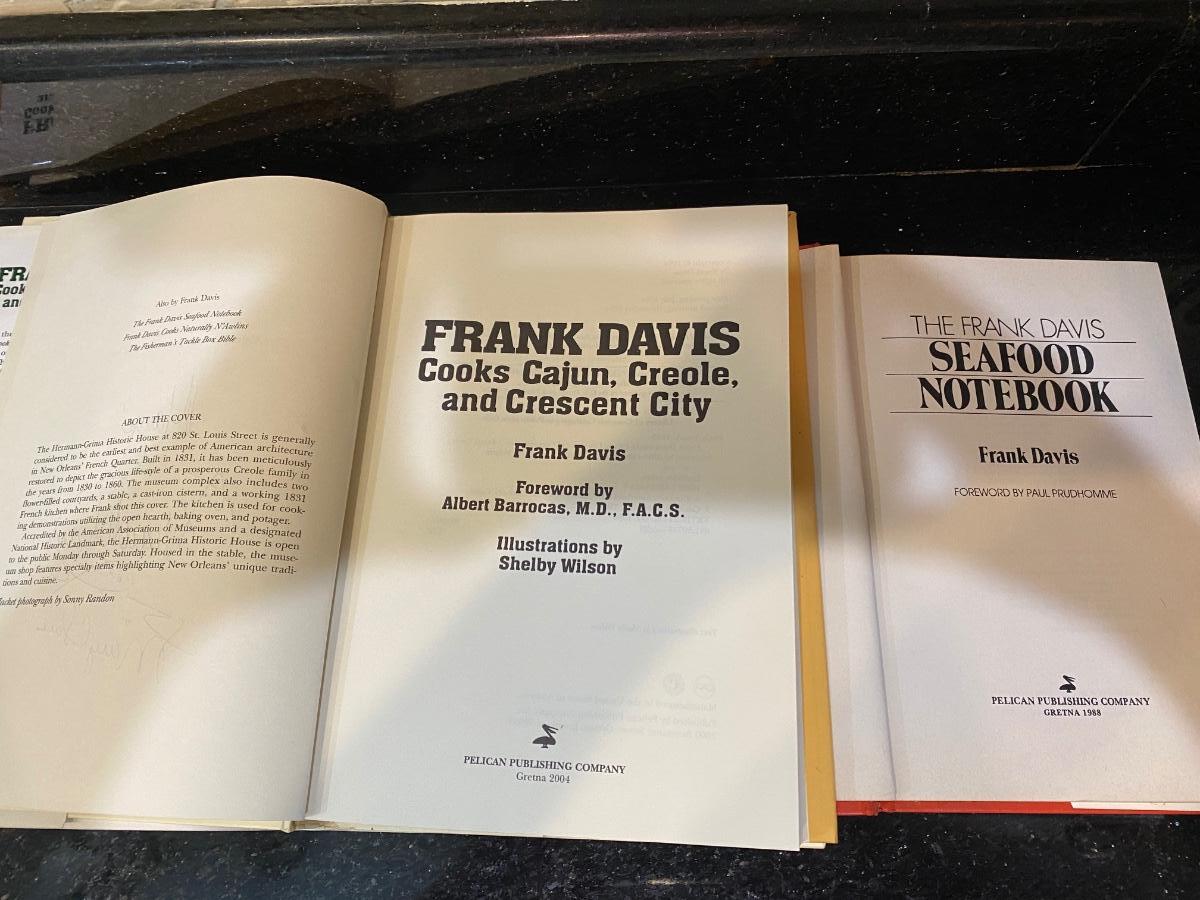 FR
Cook
an
Also by Frank Davis
The Frank Davis Seafood Notebook
Frank Davis Cooks Naturally N'Awlins
The Fisherman's Tackle Box Bible
ABOUT THE COVER
The Hermann-Grima Historic House at 820 St. Louis Street is generally
considered to be the earliest and best example of American architecture
in New Orleans' French Quarter. Built in 1831, it has been meticulously
restored to depict the gracious life-style of a prosperous Creole family in
the years from 1830 to 1860. The museum complex also includes two
flower-filled courtyards, a stable, a cast-iron cistern, and a working 1831
French kitchen where Frank shot this cover. The kitchen is used for cook-
ing demonstrations utilizing the open hearth, baking oven, and potager.
Accredited by the American Association of Museums and a designated
National Historic Landmark, the Hermann-Grima Historic House is open
to the public Monday through Saturday. Housed in the stable, the muse-
um shop features specialty items highlighting New Orleans' unique tradi-
tions and cuisine.
Jacket photograph by Sonny Randon
FRANK DAVIS
Cooks Cajun, Creole,
and Crescent City
Frank Davis
Foreword by
Albert Barrocas, M.D., F.A.C.S.
Illustrations by
Shelby Wilson
PELICAN PUBLISHING COMPANY
Gretna 2004
THE FRANK DAVIS
SEAFOOD
NOTEBOOK
Frank Davis
FOREWORD BY PAUL PRUDHOMME
PELICAN PUBLISHING COMPANY
GRETNA 1988